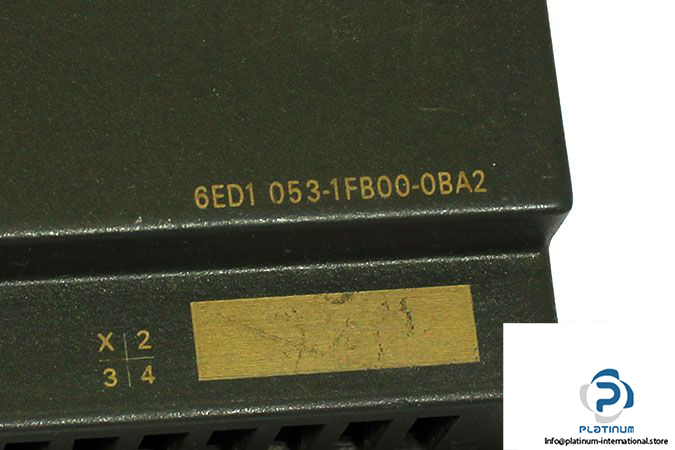 6ED1 053-1FB00-0BA2
X 2
3 4
PLATINUM
Info@platinum-international.store